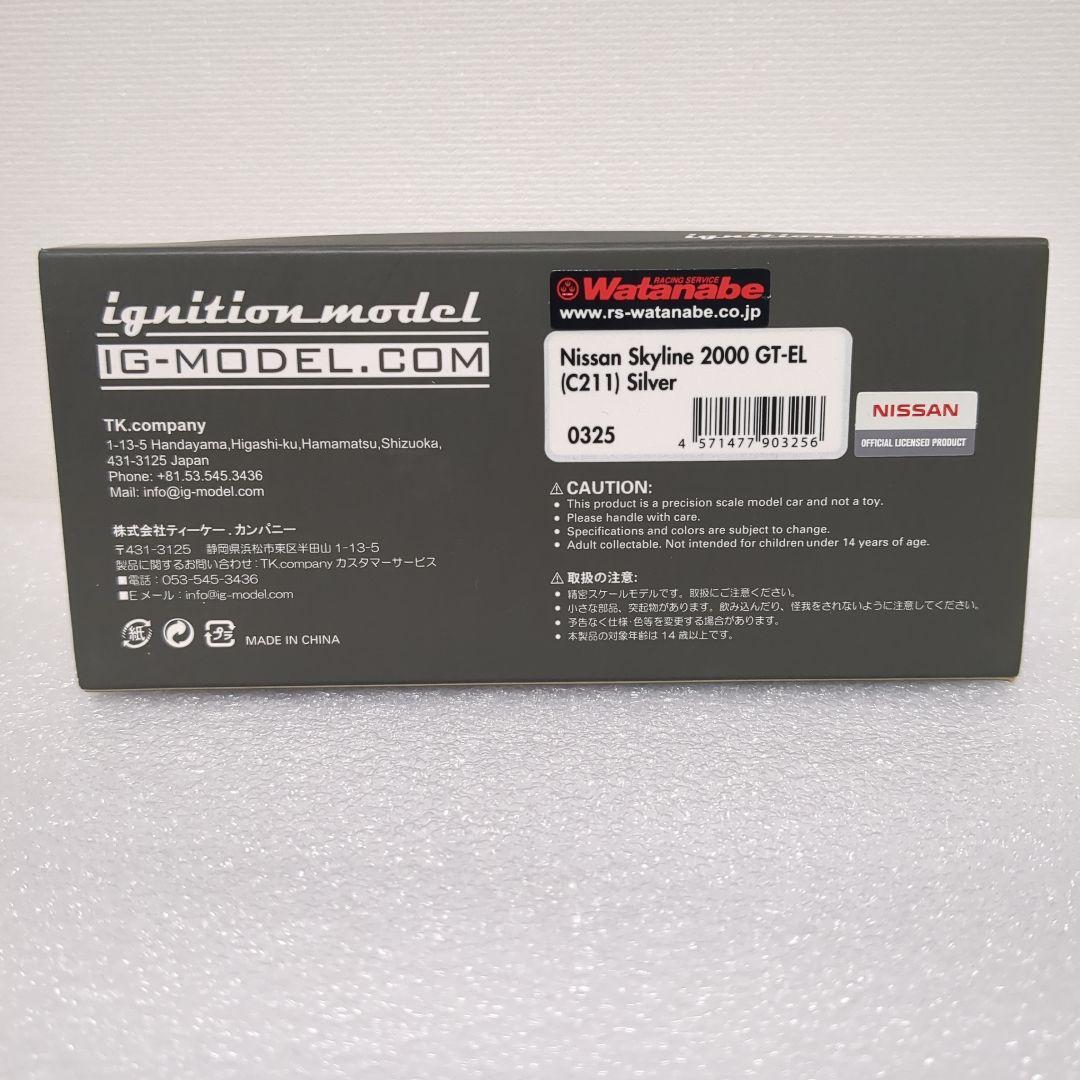 ignition model
ignition model
IG-MODEL.COM
TK.company
1-13-5 Handayama,Higashi-ku,Hamamatsu,Shizuoka,
431-3125 Japan
Phone: +81.53.545.3436
Mail: info@ig-model.com
株式会社ティーケー.カンパニー
〒431-3125 静岡県浜松市東区半田山1-13-5
製品に関するお問い合わせ:TK.companyカスタマーサービス
■電話:053-545-3436
■Eメール:info@ig-model.com
紙
プラ
MADE IN CHINA
RACING SERVICE
Watanabe
www.rs-watanabe.co.jp
Nissan Skyline 2000 GT-EL
(C211) Silver
0325
4 571477 903256
NISSAN
OFFICIAL LICENSED PRODUCT
⚠ CAUTION:
• This product is a precision scale model car and not a toy.
• Please handle with care.
• Specifications and colors are subject to change.
• Adult collectable. Not intended for children under 14 years of age.
⚠ 取扱の注意:
• 精密スケールモデルです。取扱にご注意ください。
• 小さな部品、突起物があります。飲み込んだり、怪我をされないように注意してください。
• 予告なく仕様・色等を変更する場合があります。
• 本製品の対象年齢は14歳以上です。